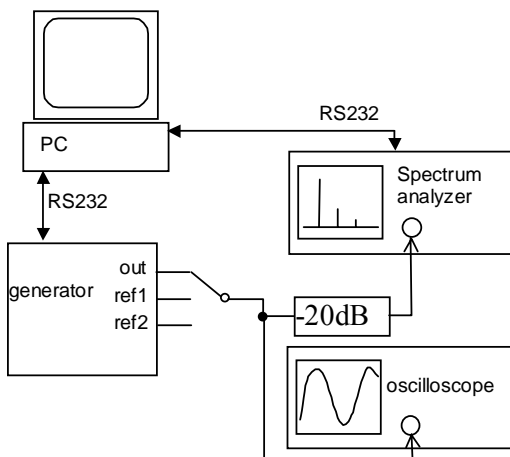 RS232
PC
Spectrum
analyzer
RS232
out
generator
ref1
ref2
-20dB
oscilloscope